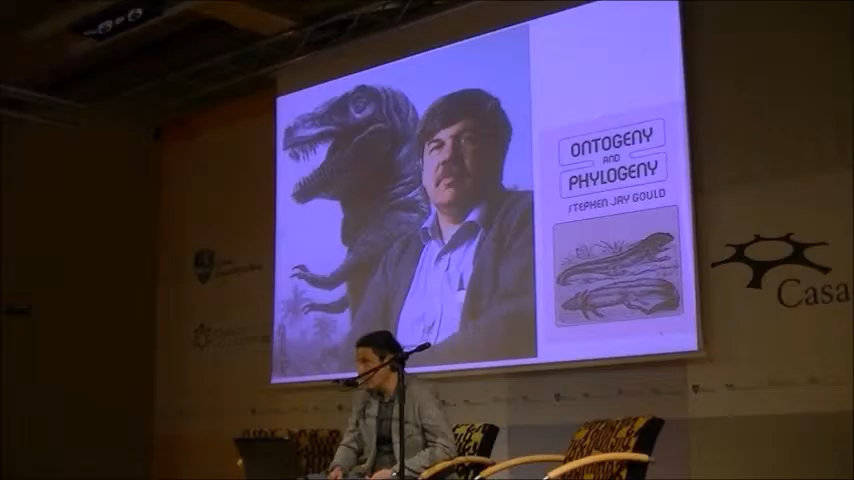 ONTOGENY
AND
PHYLOGENY
STEPHEN JAY GOULD
Casa